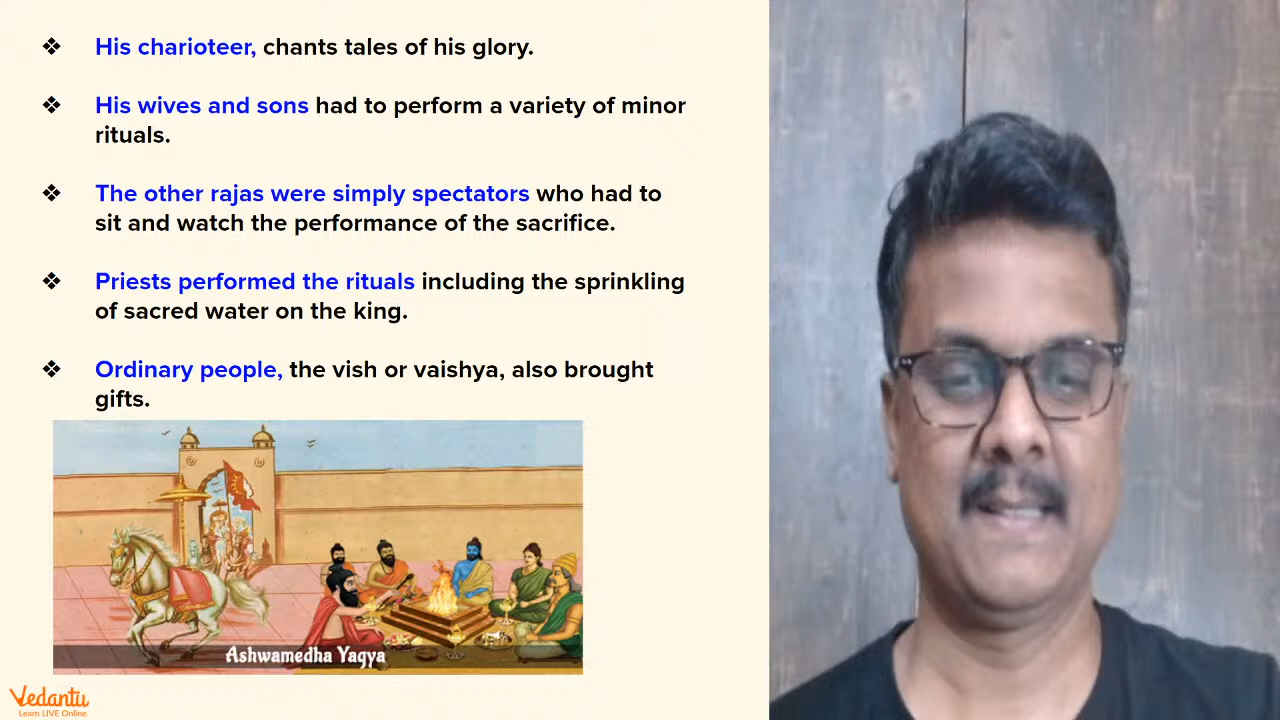 ❖ His charioteer, chants tales of his glory.
❖ His wives and sons had to perform a variety of minor
rituals.
❖ The other rajas were simply spectators who had to
sit and watch the performance of the sacrifice.
❖ Priests performed the rituals including the sprinkling
of sacred water on the king.
❖ Ordinary people, the vish or vaishya, also brought
gifts.
Ashwamedha Yagya
Vedantu
Learn LIVE Online